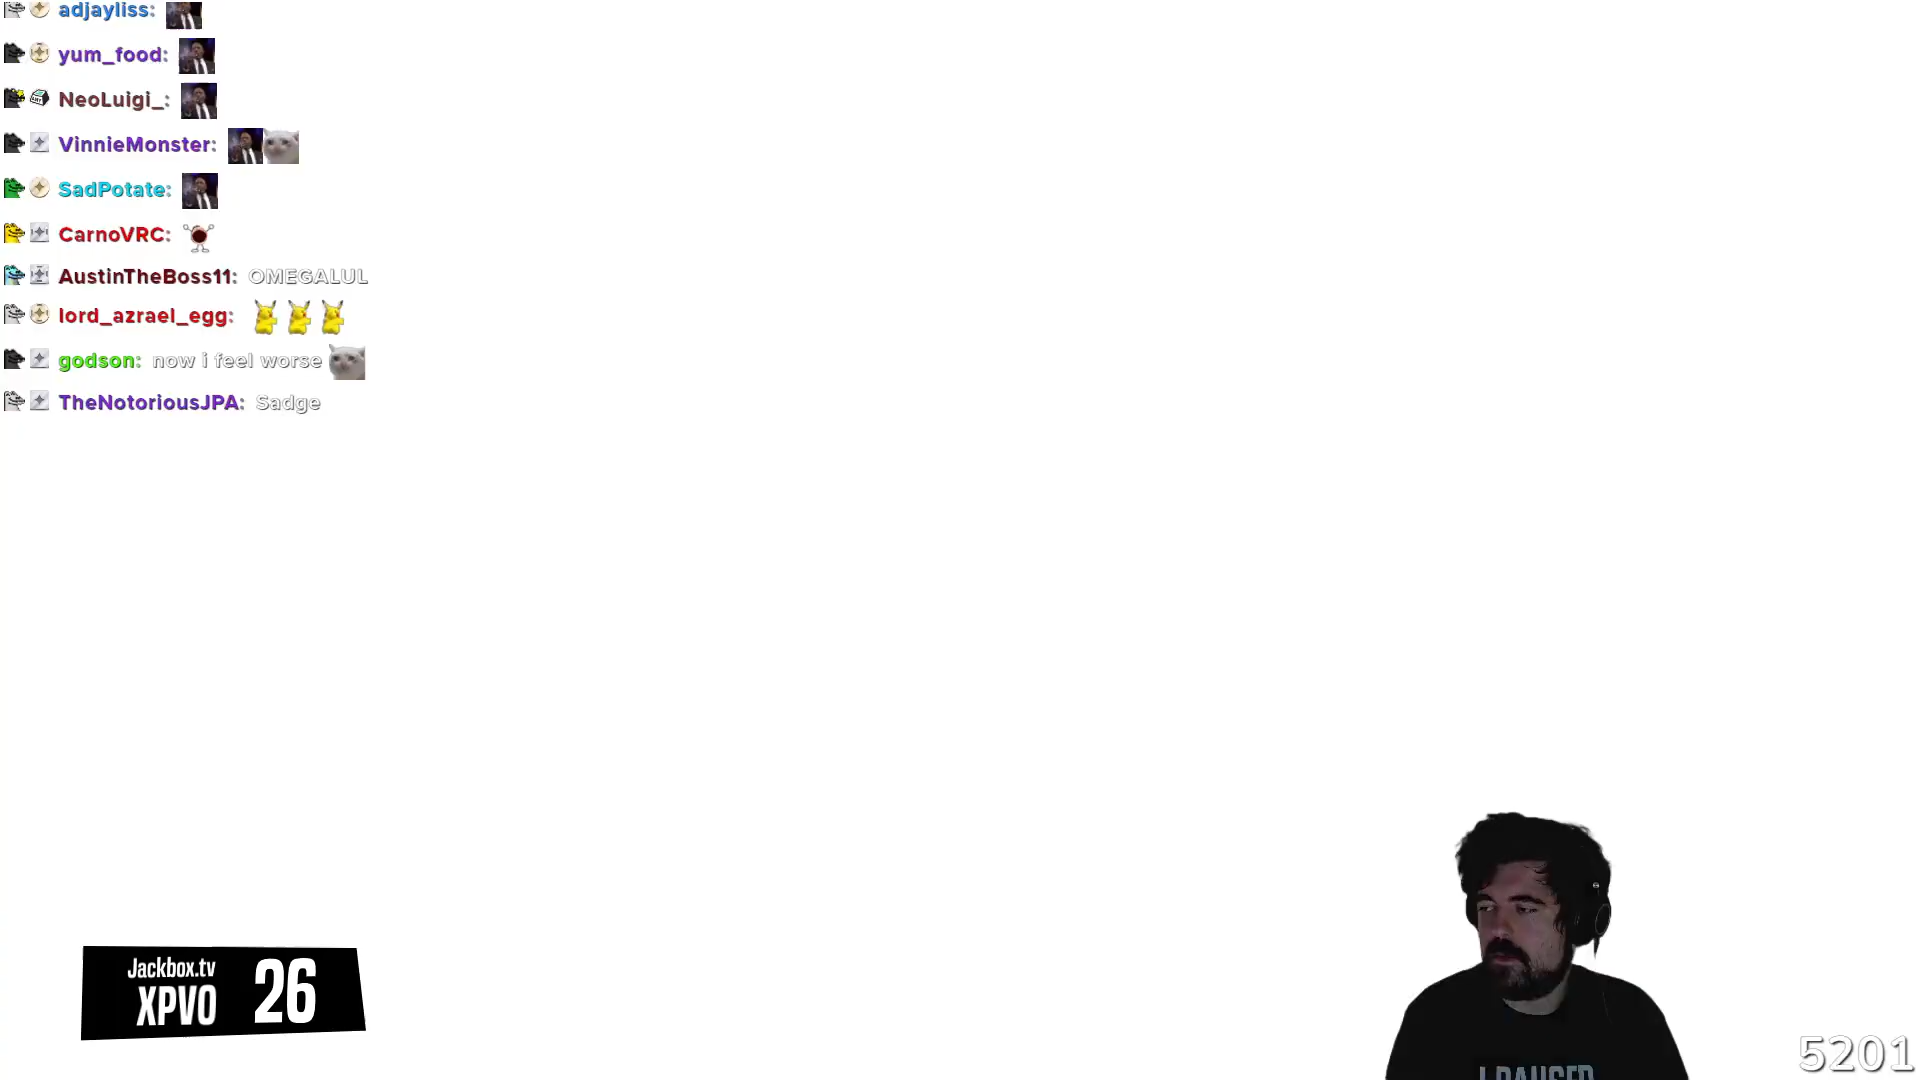 adjayliss:
yum_food:
NeoLuigi_:
VinnieMonster:
SadPotate:
CarnoVRC:
AustinTheBoss11: OMEGALUL
lord_azrael_egg:
godson: now i feel worse
TheNotoriousJPA: Sadge
Jackbox.tv
XPVO
26
I PAUSED
5201